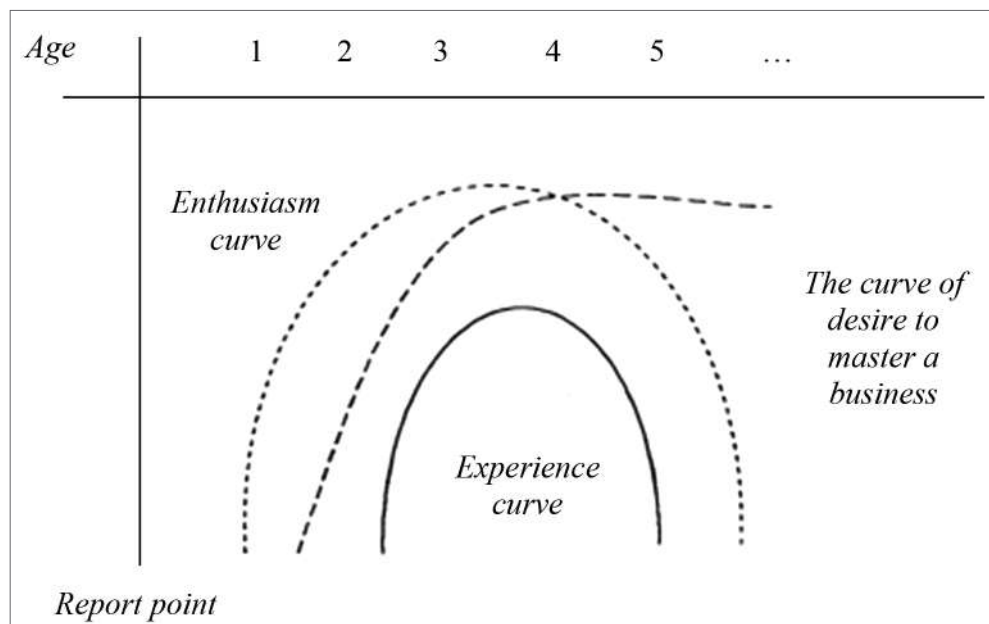 Age 1 2 3 4 5 ...
Enthusiasm
curve
The curve of
desire to
master a
business
Experience
curve
Report point